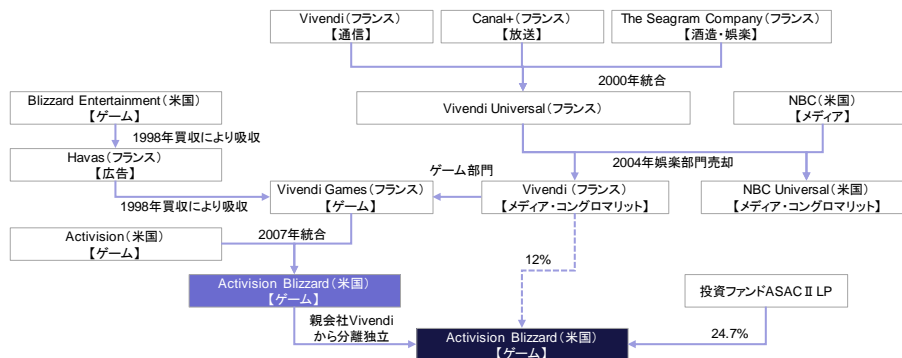 Vivendi（フランス）
【通信】
Canal+（フランス）
【放送】
The Seagram Company（フランス）
【酒造・娯楽】
2000年統合
Blizzard Entertainment（米国）
【ゲーム】
Vivendi Universal（フランス）
NBC（米国）
【メディア】
1998年買収により吸収
2004年娯楽部門売却
Havas（フランス）
【広告】
ゲーム部門
1998年買収により吸収
Vivendi Games（フランス）
【ゲーム】
Vivendi（フランス）
【メディア・コングロマリット】
NBC Universal（米国）
【メディア・コングロマリット】
Activision（米国）
【ゲーム】
2007年統合
12%
Activision Blizzard（米国）
【ゲーム】
投資ファンドASACⅡLP
親会社Vivendi
から分離独立
Activision Blizzard（米国）
【ゲーム】
24.7%